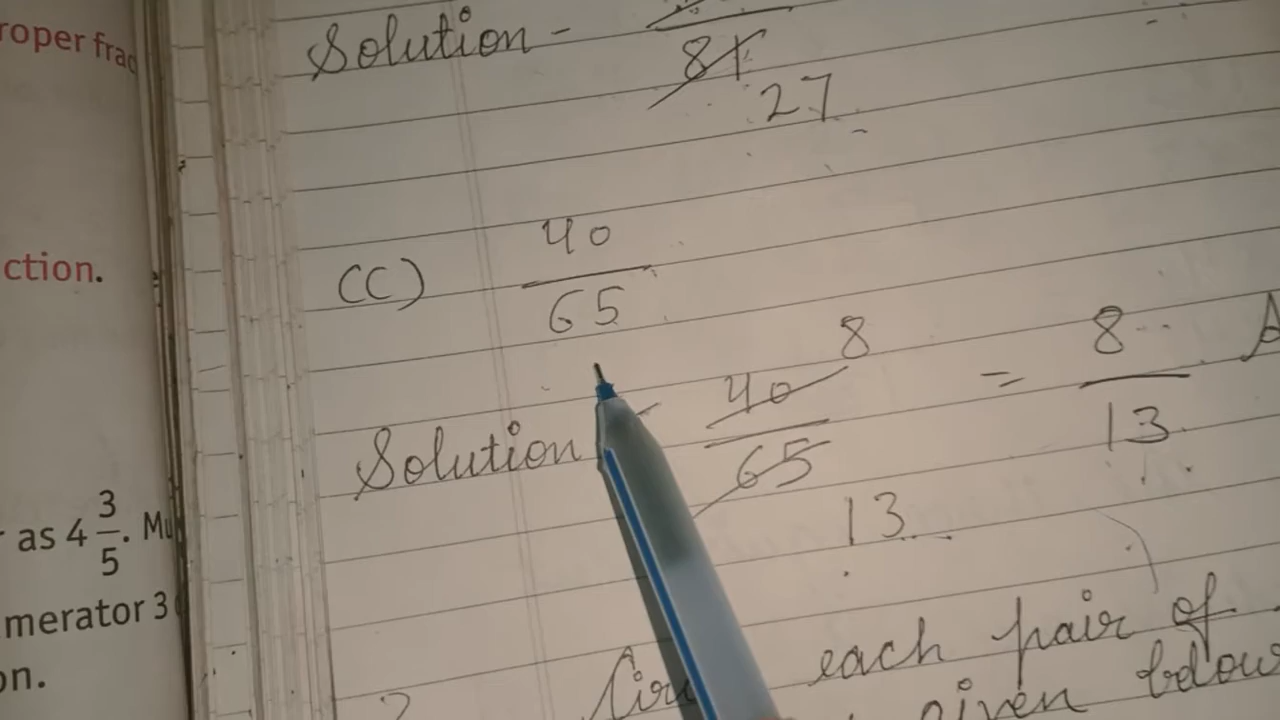 roper frac
ction.
as 4 3/5. Mu
merator 3
on.
Solution -
81
27
(C) 40/65
8
Solution - 40/65 = 8/13
13
each pair of
given below